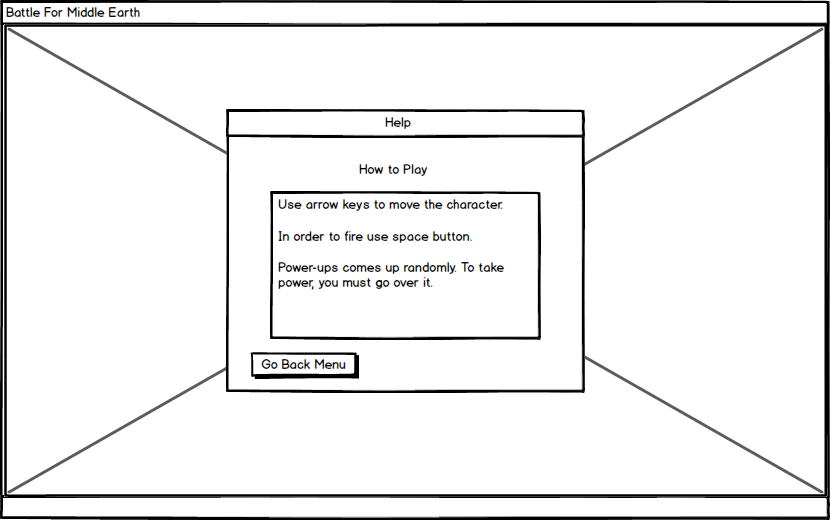 Battle For Middle Earth
Help
How to Play
Use arrow keys to move the character.
In order to fire use space button.
Power-ups comes up randomly. To take
power, you must go over it.
Go Back Menu